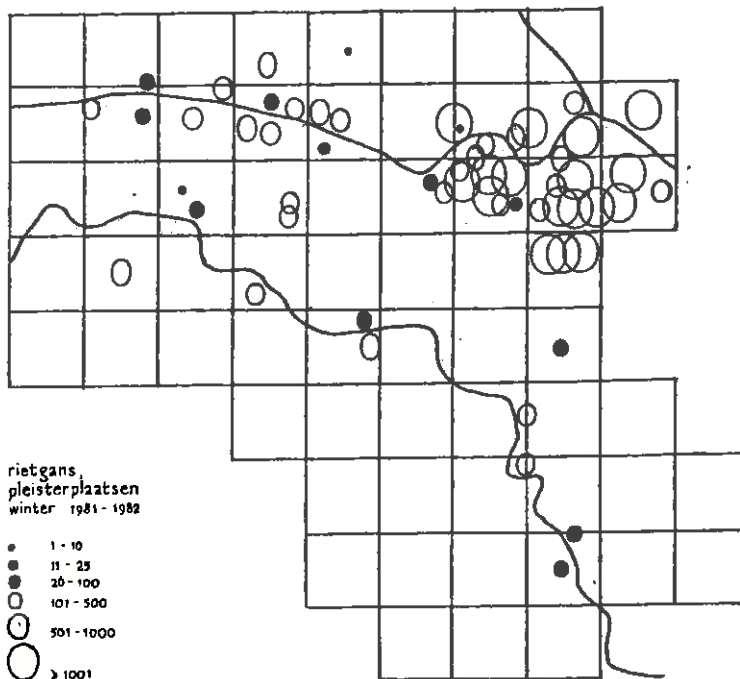 rietgans,
pleisterplaatsen
winter 1981 - 1982
1 - 10
11 - 25
26 - 100
101 - 500
501 - 1000
> 1001